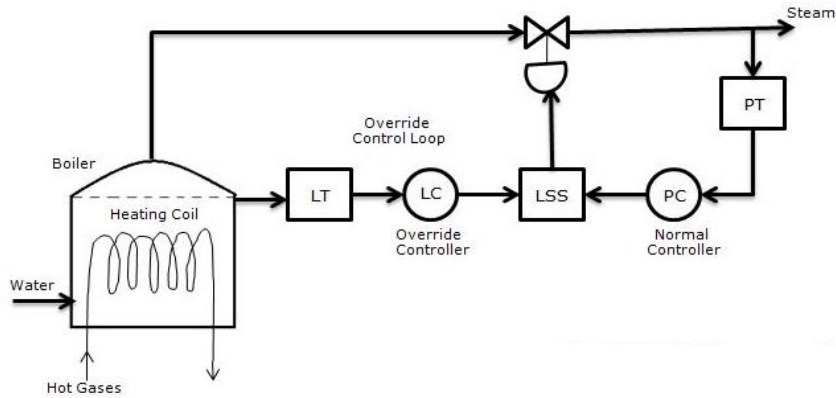 Steam
PT
Override
Control Loop
Boiler
LT
LC
LSS
PC
Heating Coil
Override
Controller
Normal
Controller
Water
Hot Gases